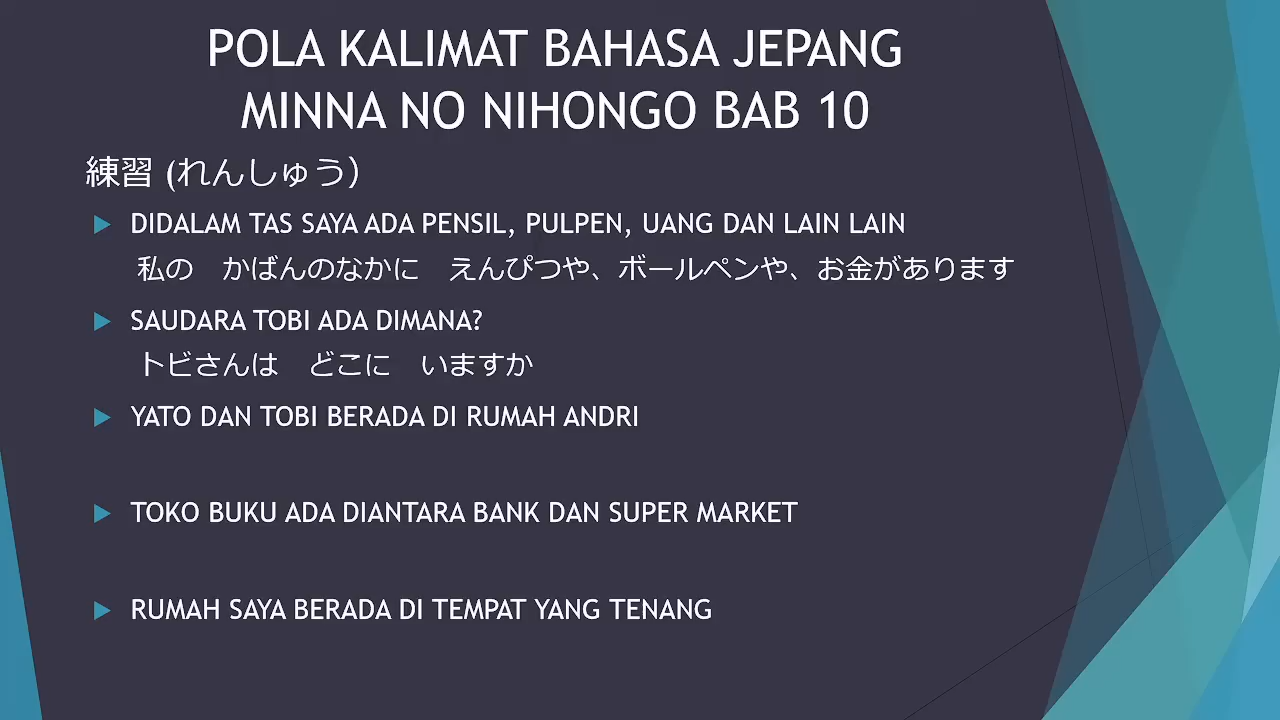 POLA KALIMAT BAHASA JEPANG
MINNA NO NIHONGO BAB 10
練習 (れんしゅう）
DIDALAM TAS SAYA ADA PENSIL, PULPEN, UANG DAN LAIN LAIN
私の　かばんのなかに　えんぴつや、ボールペンや、お金があります
SAUDARA TOBI ADA DIMANA?
トビさんは　どこに　いますか
YATO DAN TOBI BERADA DI RUMAH ANDRI
TOKO BUKU ADA DIANTARA BANK DAN SUPER MARKET
RUMAH SAYA BERADA DI TEMPAT YANG TENANG